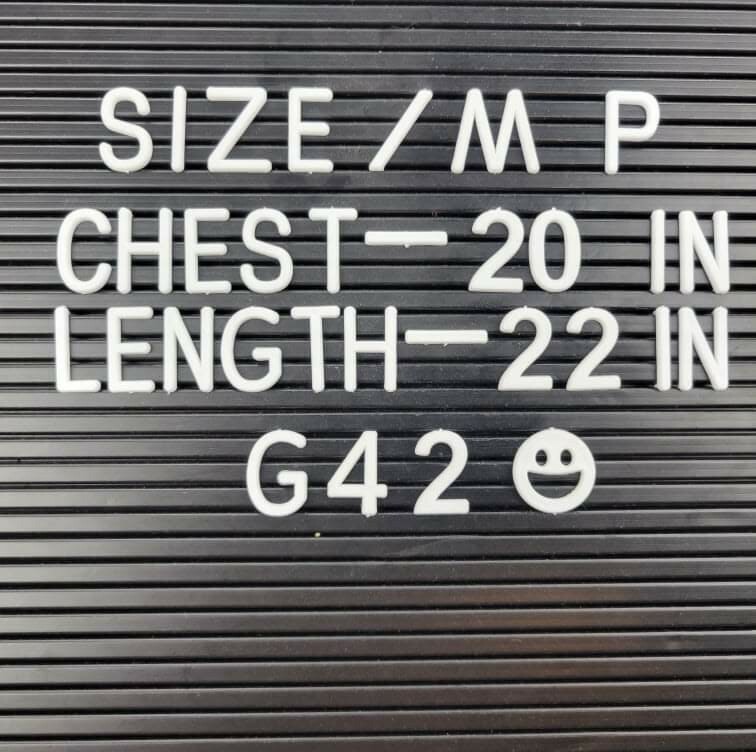 SIZE/M P
CHEST—20 IN
LENGTH—22 IN
G42